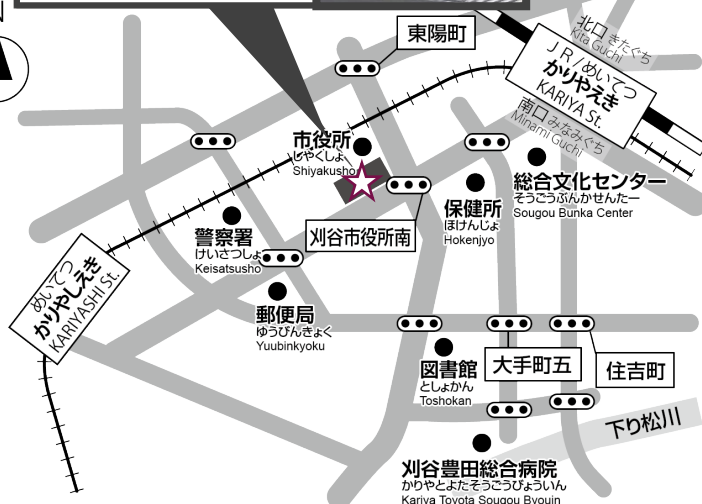 N
東陽町
北口 きたぐち
Kita Guchi
JR/めいてつ
かりやえき
KARIYA St.
南口 みなみぐち
Minami Guchi
市役所
しやくしょ
Shiyakusho
総合文化センター
そうごうぶんかせんたー
Sougou Bunka Center
保健所
ほけんじょ
Hokenjyo
刈谷市役所南
警察署
けいさつしょ
Keisatsusho
めいてつ
かりやしえき
KARIYASHI St.
郵便局
ゆうびんきょく
Yuubinkyoku
図書館
としょかん
Toshokan
大手町五
住吉町
下り松川
刈谷豊田総合病院
かりやとよたそうごうびょういん
Kariya Toyota Sougou Byouin